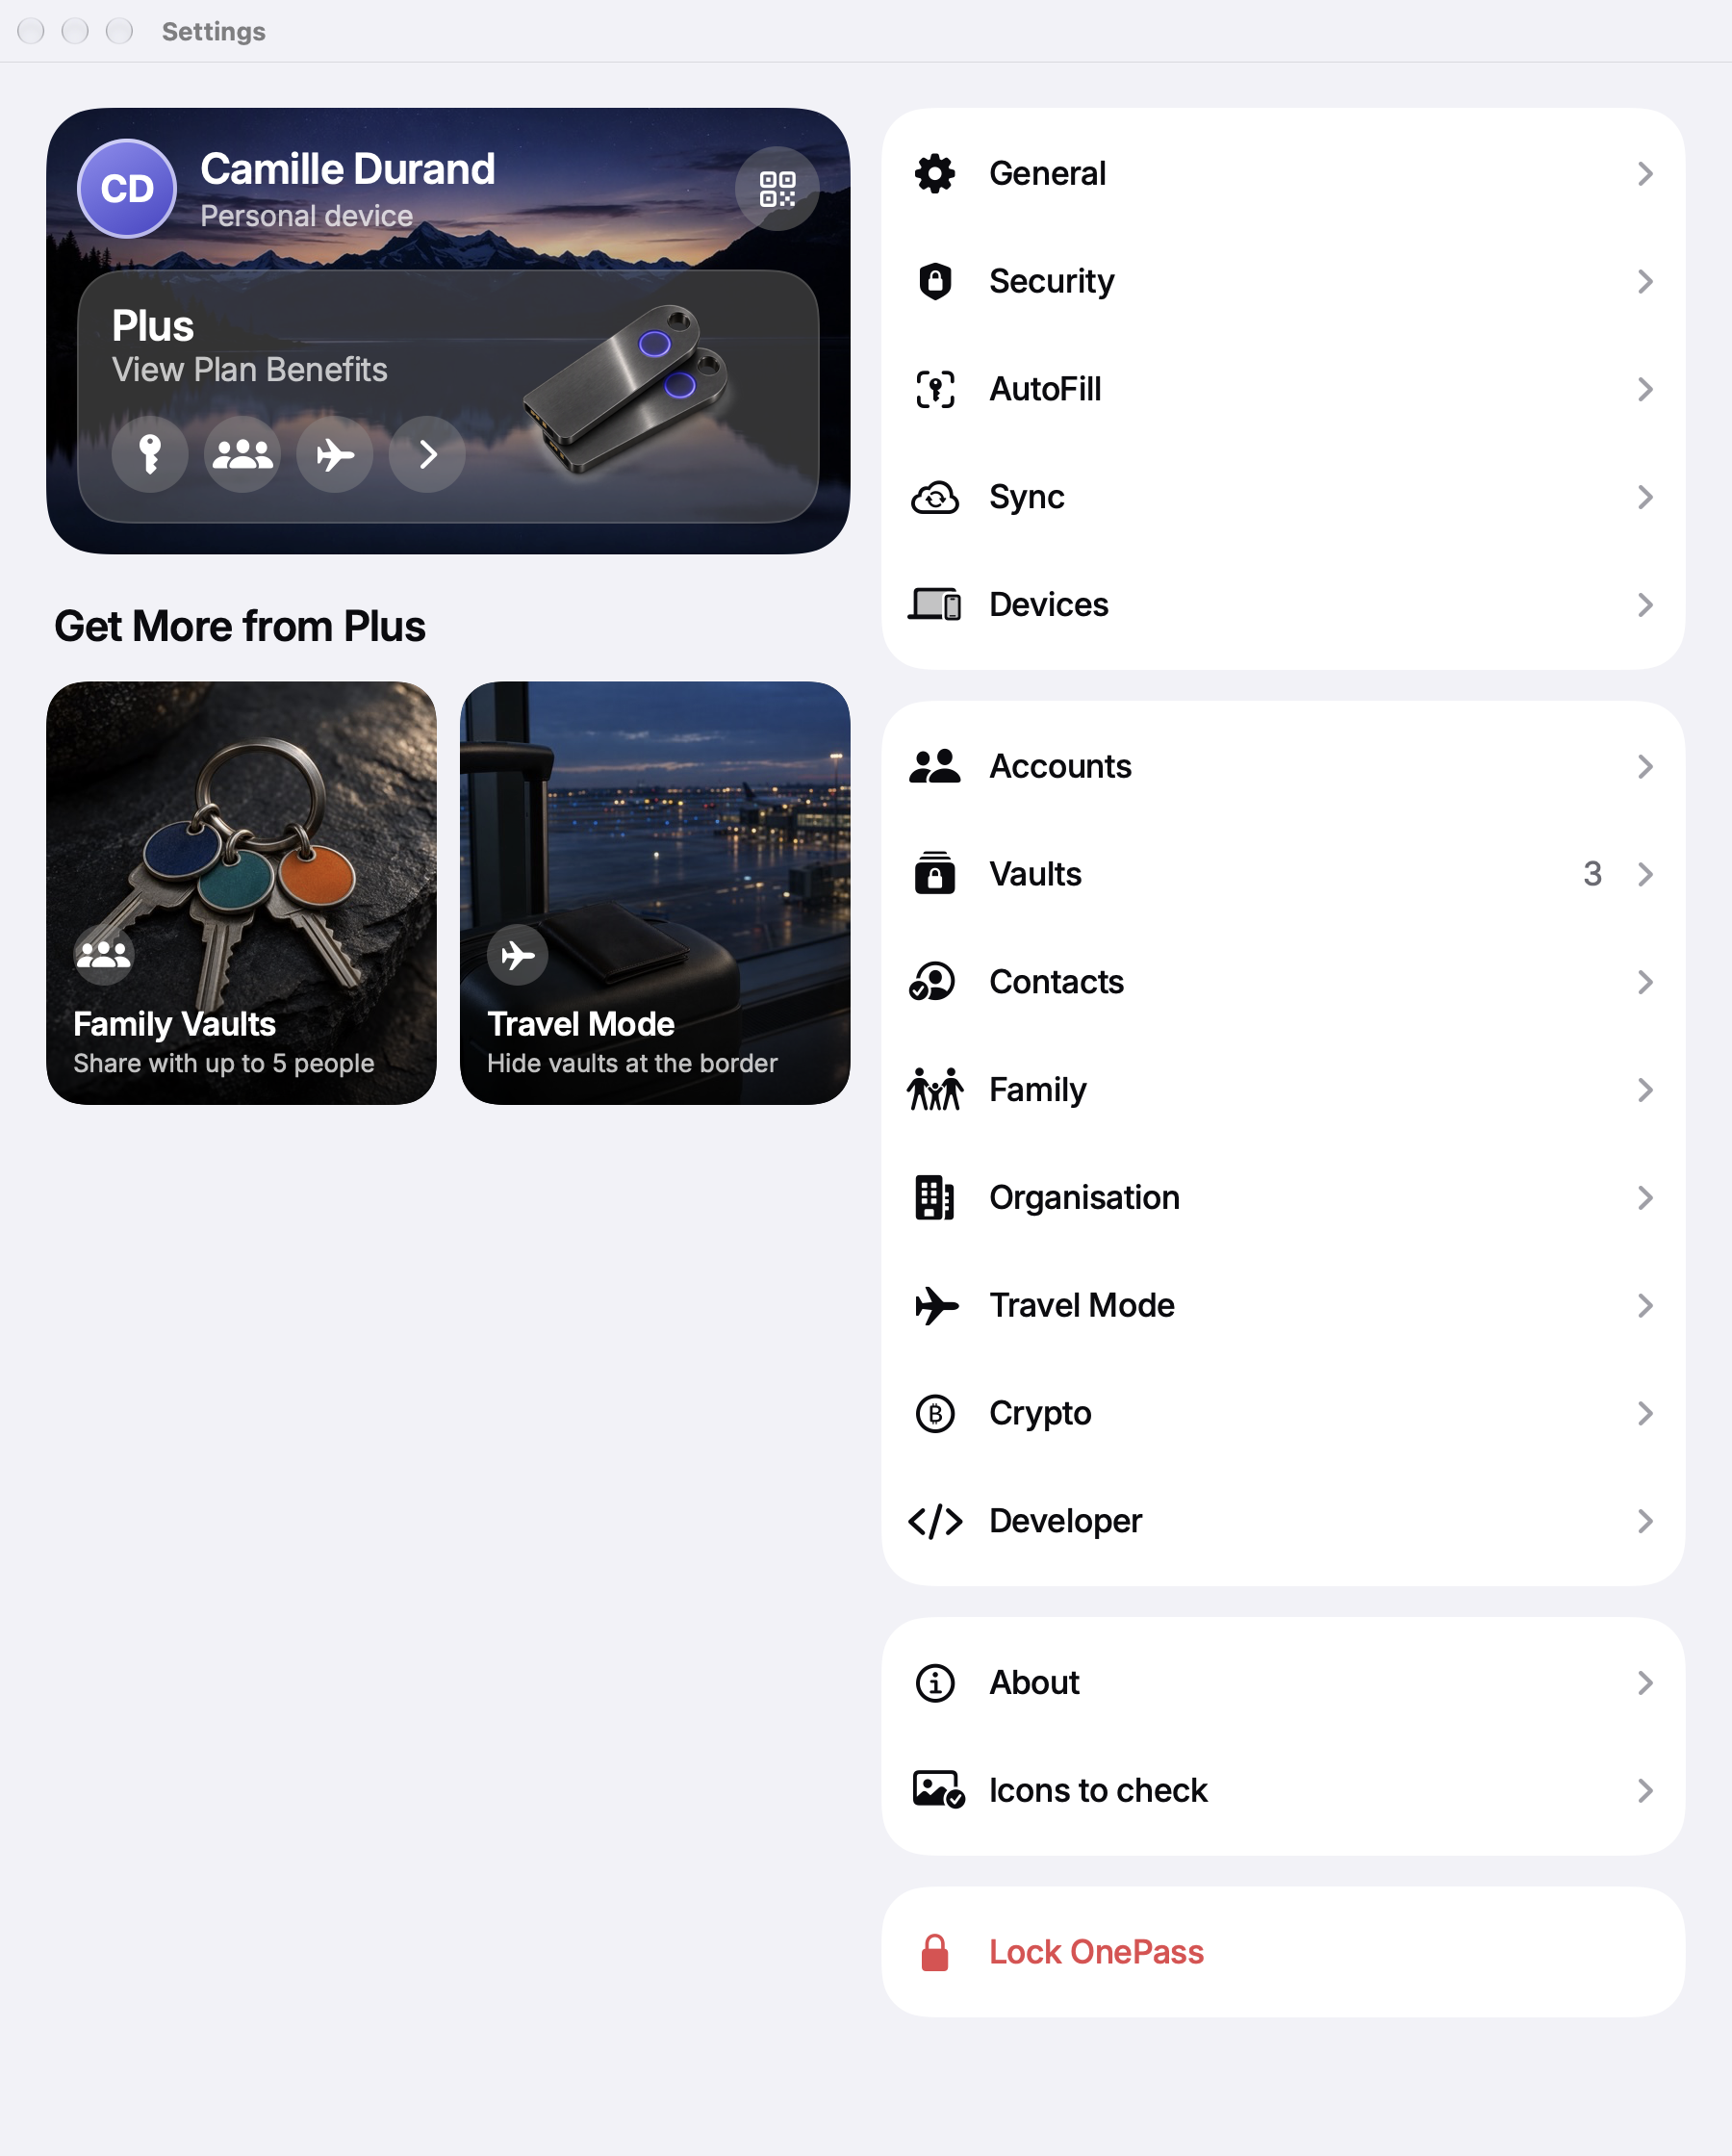 Settings
CD
Camille Durand
Personal device
Plus
View Plan Benefits
Get More from Plus
Family Vaults
Share with up to 5 people
Travel Mode
Hide vaults at the border
General
Security
AutoFill
Sync
Devices
Accounts
Vaults 3
Contacts
Family
Organisation
Travel Mode
Crypto
Developer
About
Icons to check
Lock OnePass